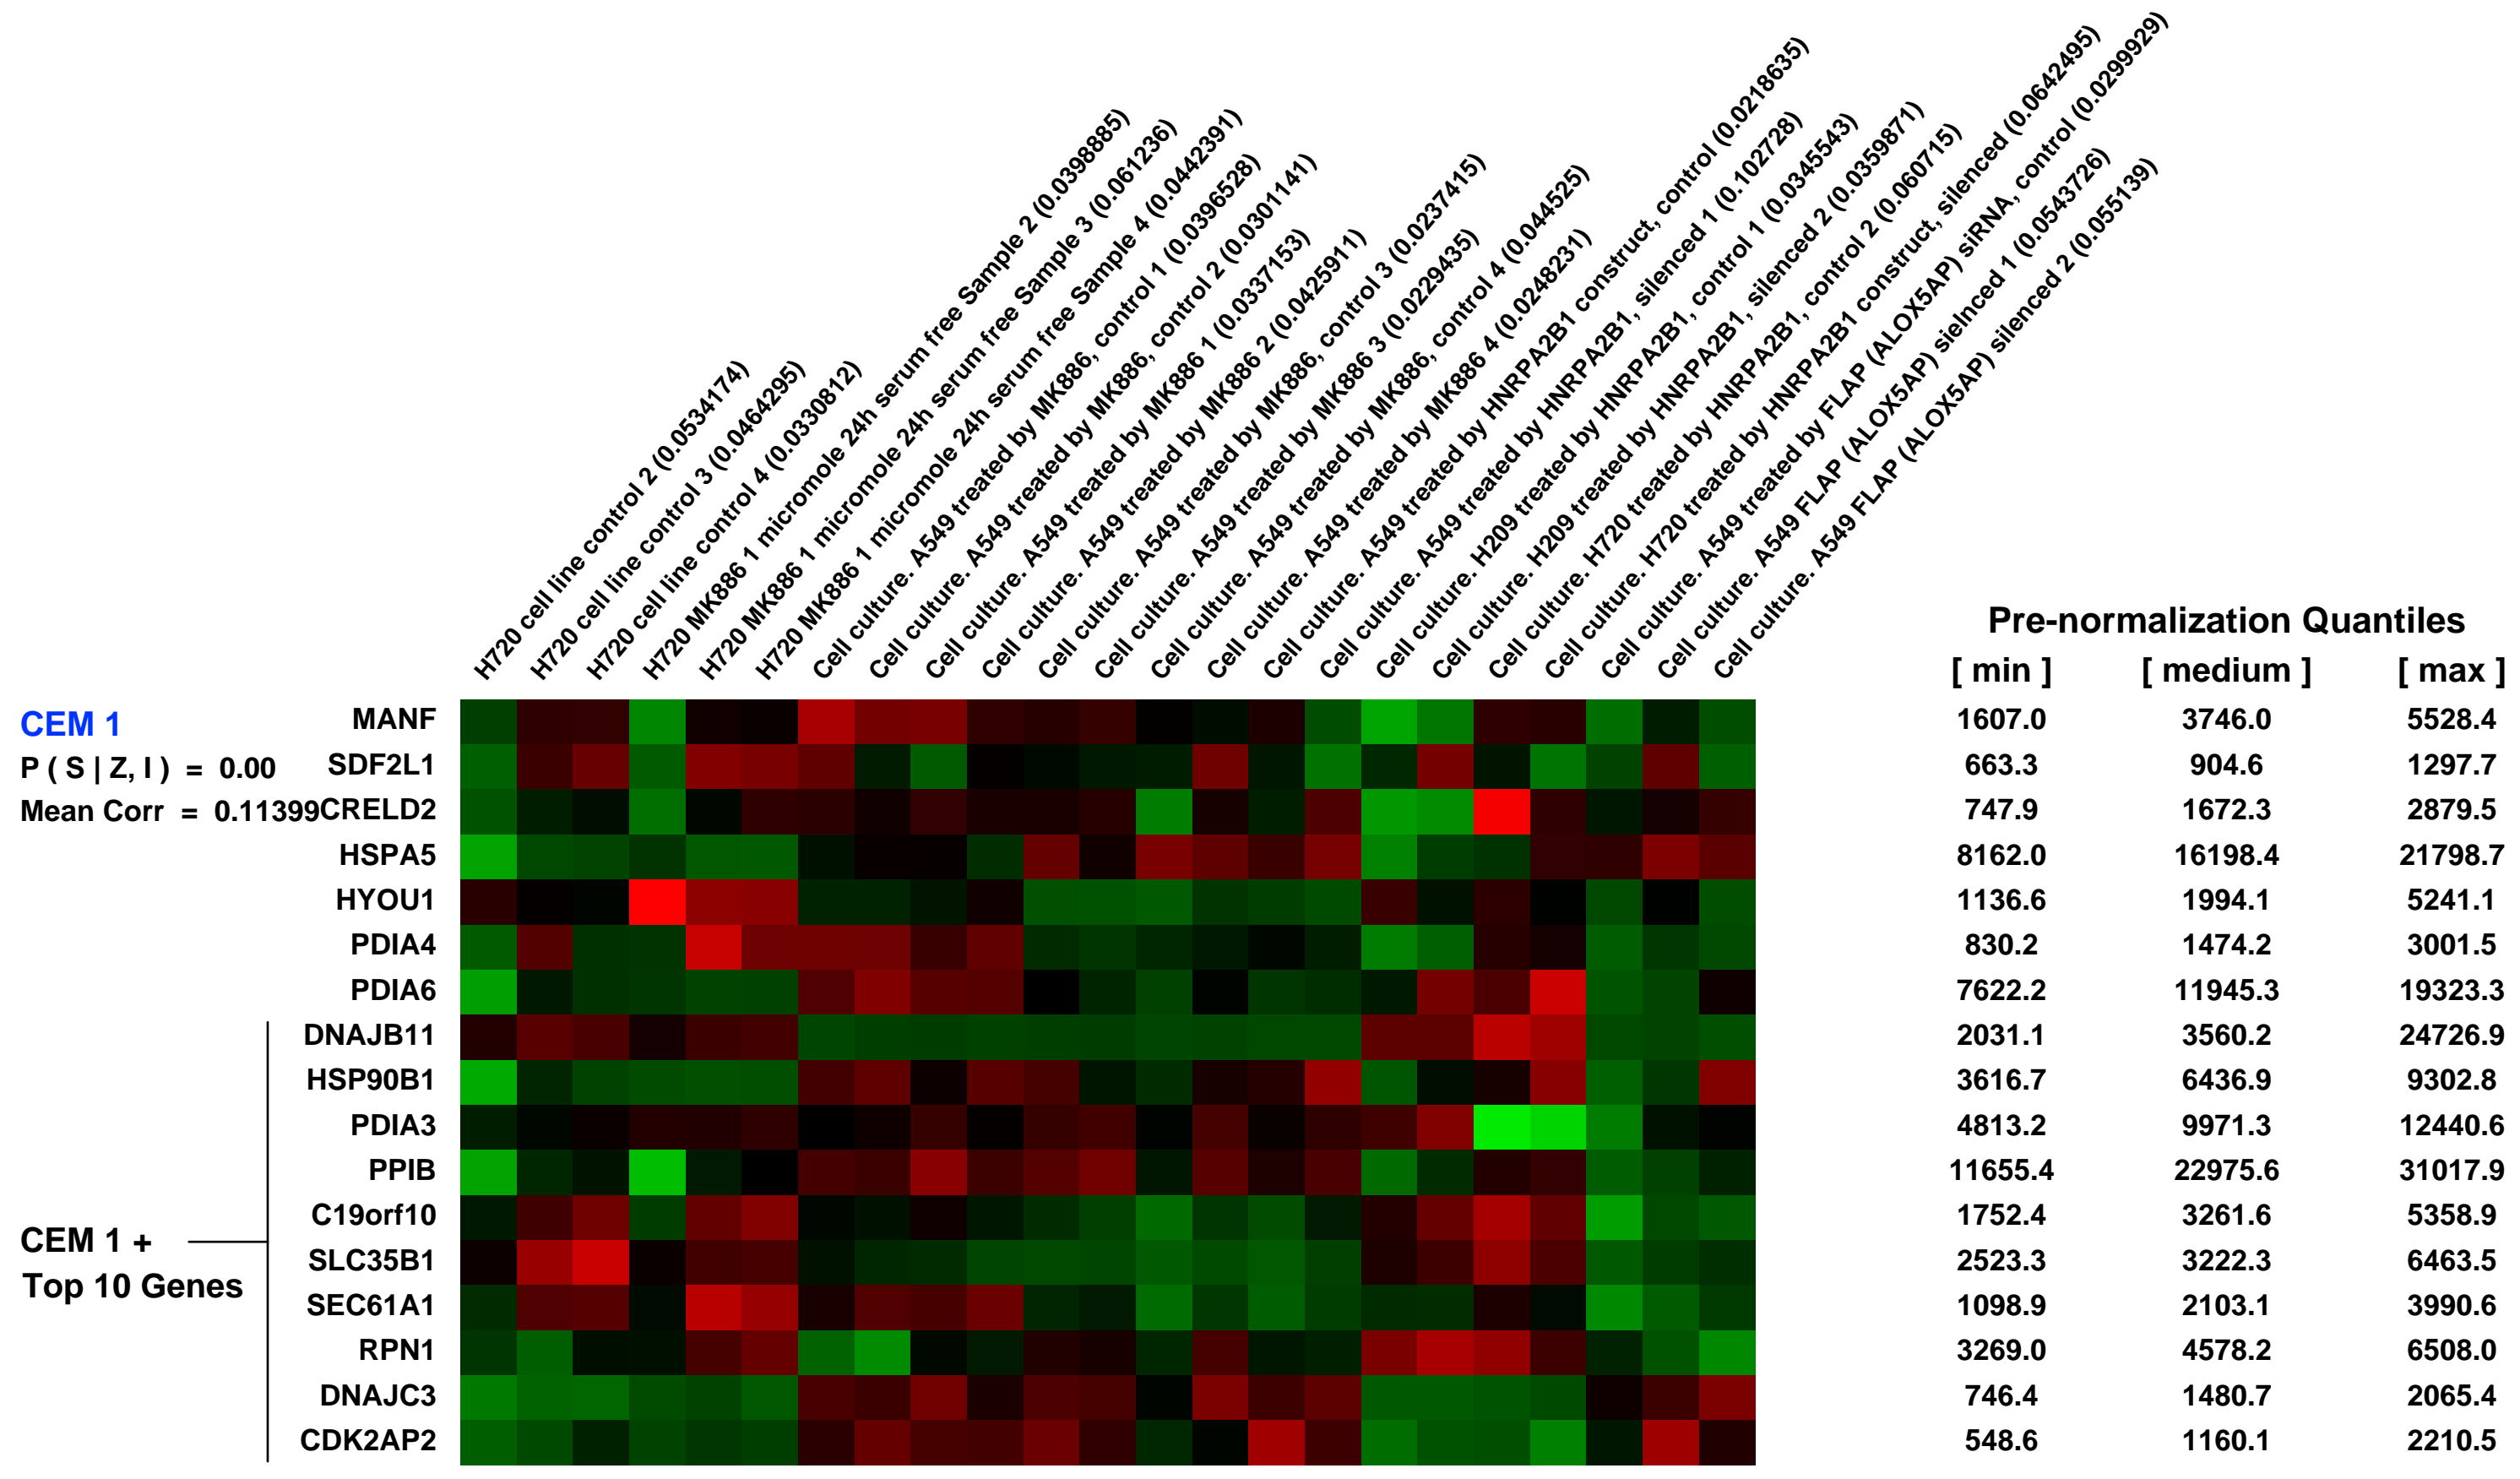 H720 cell line control 2 (0.0534174)
H720 cell line control 3 (0.0464295)
H720 cell line control 4 (0.0330812)
H720 MK886 1 micromole 24h serum free Sample 2 (0.0398885)
H720 MK886 1 micromole 24h serum free Sample 3 (0.061236)
H720 MK886 1 micromole 24h serum free Sample 4 (0.0442391)
Cell culture. A549 treated by MK886, control 1 (0.0396528)
Cell culture. A549 treated by MK886, control 2 (0.0301141)
Cell culture. A549 treated by MK886 1 (0.0337153)
Cell culture. A549 treated by MK886 2 (0.0425911)
Cell culture. A549 treated by MK886, control 3 (0.0237415)
Cell culture. A549 treated by MK886 3 (0.0229435)
Cell culture. A549 treated by MK886, control 4 (0.044525)
Cell culture. A549 treated by MK886 4 (0.0248231)
Cell culture. A549 treated by HNRPA2B1 construct, control (0.0218635)
Cell culture. A549 treated by HNRPA2B1, silenced 1 (0.102728)
Cell culture. H209 treated by HNRPA2B1, control 1 (0.0345543)
Cell culture. H209 treated by HNRPA2B1, silenced 2 (0.0359871)
Cell culture. H720 treated by HNRPA2B1, control 2 (0.060715)
Cell culture. H720 treated by HNRPA2B1 construct, silenced (0.0642495)
Cell culture. A549 treated by FLAP (ALOX5AP) siRNA, control (0.0299929)
Cell culture. A549 FLAP (ALOX5AP) sielnced 1 (0.0543726)
Cell culture. A549 FLAP (ALOX5AP) silenced 2 (0.055139)
Pre-normalization Quantiles
[ min ] [ medium ] [ max ]
CEM 1
P ( S | Z, I ) = 0.00
Mean Corr = 0.11399
MANF 1607.0 3746.0 5528.4
SDF2L1 663.3 904.6 1297.7
CRELD2 747.9 1672.3 2879.5
HSPA5 8162.0 16198.4 21798.7
HYOU1 1136.6 1994.1 5241.1
PDIA4 830.2 1474.2 3001.5
PDIA6 7622.2 11945.3 19323.3
DNAJB11 2031.1 3560.2 24726.9
HSP90B1 3616.7 6436.9 9302.8
PDIA3 4813.2 9971.3 12440.6
PPIB 11655.4 22975.6 31017.9
C19orf10 1752.4 3261.6 5358.9
SLC35B1 2523.3 3222.3 6463.5
SEC61A1 1098.9 2103.1 3990.6
RPN1 3269.0 4578.2 6508.0
DNAJC3 746.4 1480.7 2065.4
CDK2AP2 548.6 1160.1 2210.5
CEM 1 +
Top 10 Genes